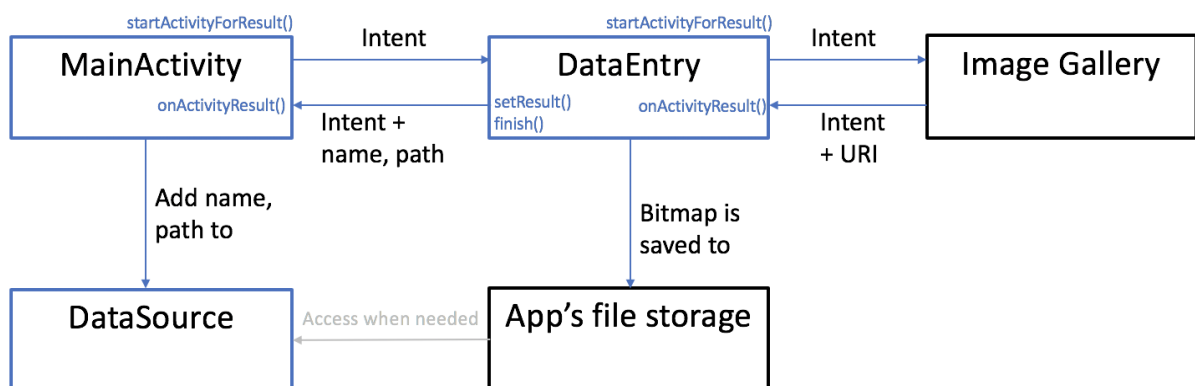 startActivityForResult()
startActivityForResult()
Intent
Intent
MainActivity
DataEntry
Image Gallery
onActivityResult()
setResult()
finish()
onActivityResult()
Intent +
name, path
Intent
+ URI
Add name,
path to
Bitmap is
saved to
DataSource
Access when needed
App's file storage